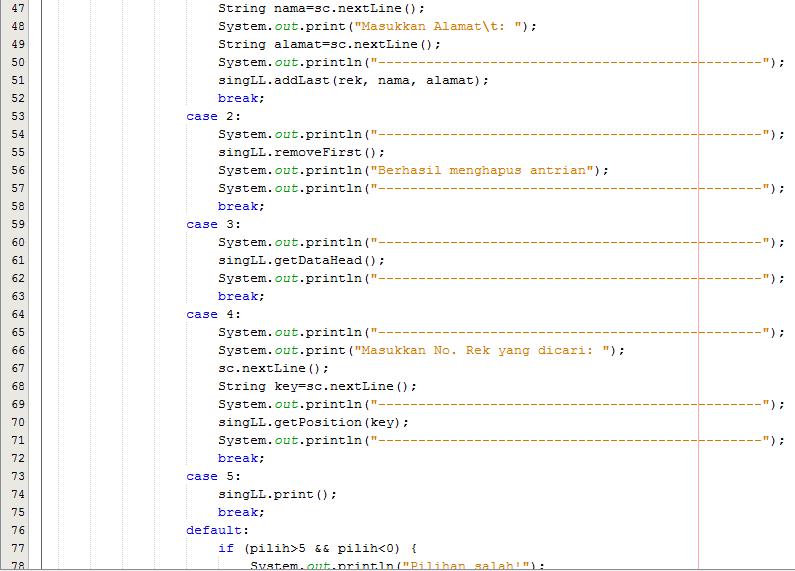 47 String nama=sc.nextLine();
48 System.out.print("Masukkan Alamat\t: ");
49 String alamat=sc.nextLine();
50 System.out.println("------------------------------------------------");
51 singLL.addLast(rek, nama, alamat);
52 break;
53 case 2:
54 System.out.println("------------------------------------------------");
55 singLL.removeFirst();
56 System.out.println("Berhasil menghapus antrian");
57 System.out.println("------------------------------------------------");
58 break;
59 case 3:
60 System.out.println("------------------------------------------------");
61 singLL.getDataHead();
62 System.out.println("------------------------------------------------");
63 break;
64 case 4:
65 System.out.println("------------------------------------------------");
66 System.out.print("Masukkan No. Rek yang dicari: ");
67 sc.nextLine();
68 String key=sc.nextLine();
69 System.out.println("------------------------------------------------");
70 singLL.getPosition(key);
71 System.out.println("------------------------------------------------");
72 break;
73 case 5:
74 singLL.print();
75 break;
76 default:
77 if (pilih>5 && pilih<0) {
78 System.out.println("Pilihan salah!");